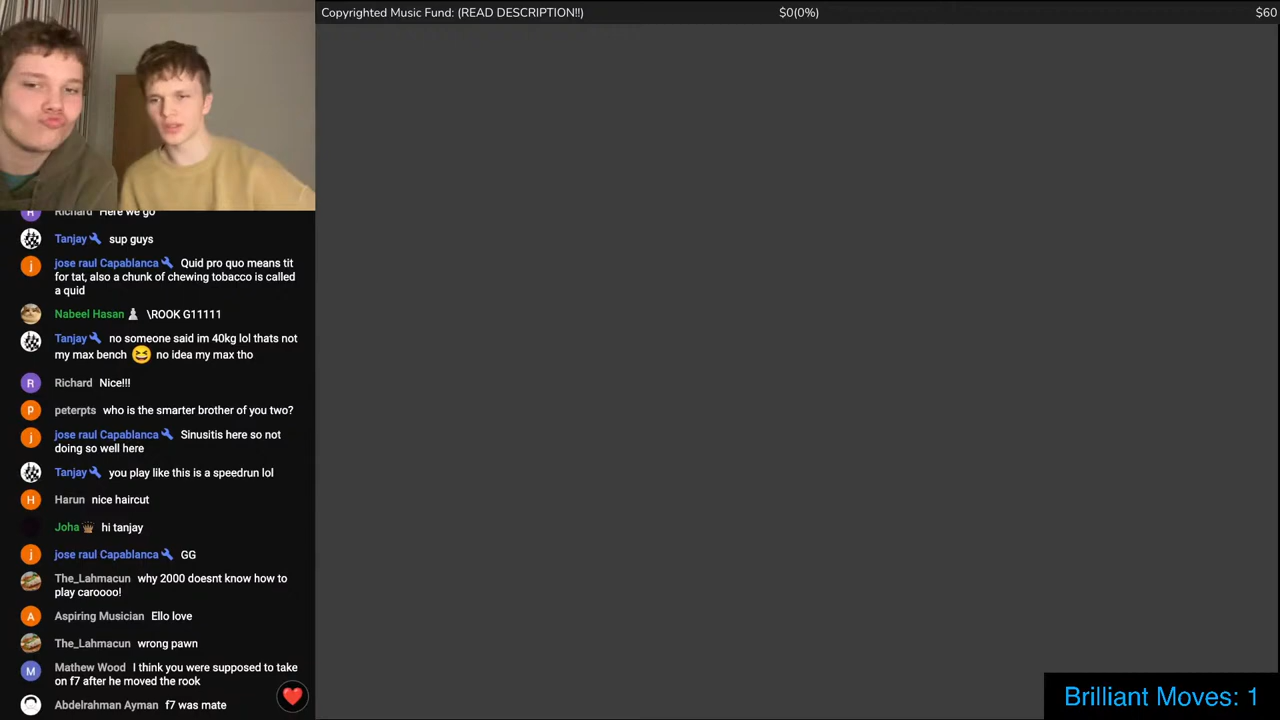 Copyrighted Music Fund: (READ DESCRIPTION!!) $0(0%) $60
R Richard Here we go
Tanjay sup guys
j jose raul Capablanca Quid pro quo means tit
for tat, also a chunk of chewing tobacco is called
a quid
Nabeel Hasan \ROOK G11111
Tanjay no someone said im 40kg lol thats not
my max bench 😆 no idea my max tho
R Richard Nice!!!
P peterpts who is the smarter brother of you two?
j jose raul Capablanca Sinusitis here so not
doing so well here
Tanjay you play like this is a speedrun lol
H Harun nice haircut
Joha hi tanjay
j jose raul Capablanca GG
The_Lahmacun why 2000 doesnt know how to
play caroooo!
A Aspiring Musician Ello love
The_Lahmacun wrong pawn
M Mathew Wood I think you were supposed to take
on f7 after he moved the rook
Abdelrahman Ayman f7 was mate
Brilliant Moves: 1